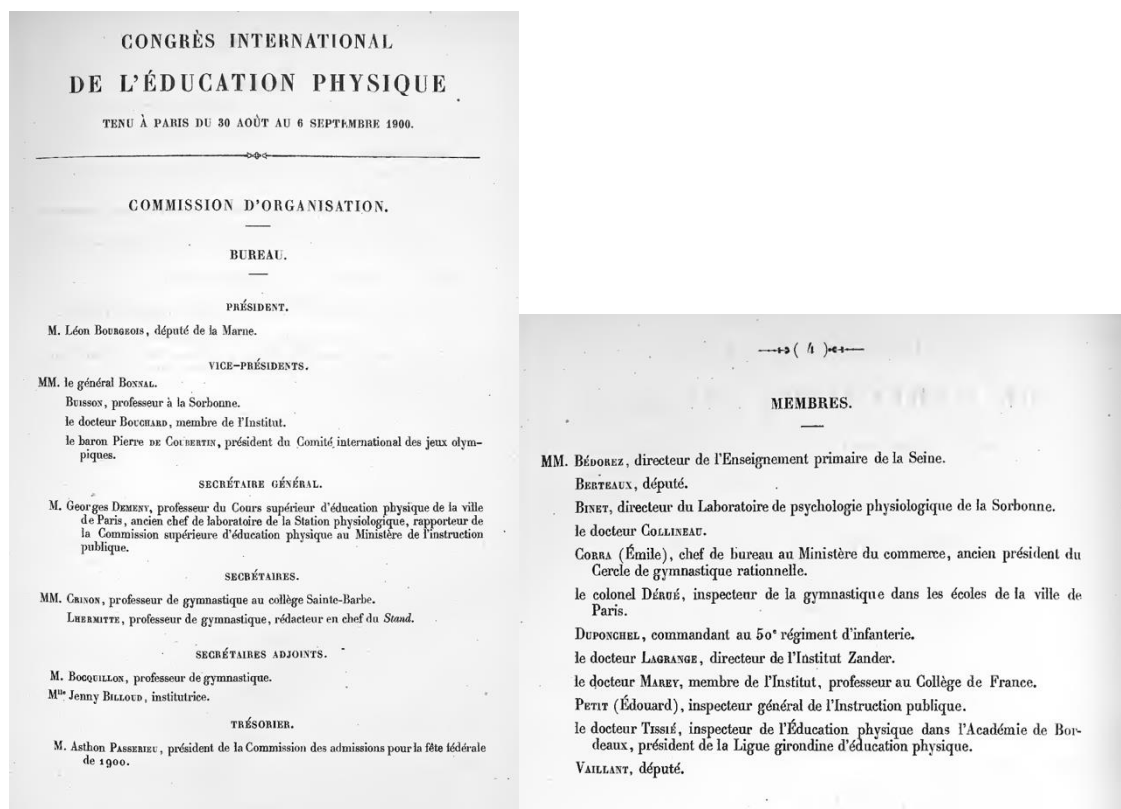 CONGRÈS INTERNATIONAL
DE L'ÉDUCATION PHYSIQUE
TENU À PARIS DU 30 AOÛT AU 6 SEPTEMBRE 1900.
COMMISSION D'ORGANISATION.
BUREAU.
PRÉSIDENT.
M. Léon Bourgeois, député de la Marne.
VICE-PRÉSIDENTS.
MM. le général Bonnal.
Buisson, professeur à la Sorbonne.
le docteur Bouchard, membre de l'Institut.
le baron Pierre de Coubertin, président du Comité international des jeux olym-
piques.
SECRÉTAIRE GÉNÉRAL.
M. Georges Demeny, professeur du Cours supérieur d'éducation physique de la ville
de Paris, ancien chef de laboratoire de la Station physiologique, rapporteur de
la Commission supérieure d'éducation physique au Ministère de l'instruction
publique.
SECRÉTAIRES.
MM. Crinon, professeur de gymnastique au collège Sainte-Barbe.
Lhermitte, professeur de gymnastique, rédacteur en chef du Stand.
SECRÉTAIRES ADJOINTS.
M. Bocquillon, professeur de gymnastique.
Mlle Jenny Billoud, institutrice.
TRÉSORIER.
M. Asthon Passerieu, président de la Commission des admissions pour la fête fédérale
de 1900.
( 4 )
MEMBRES.
MM. Bédorez, directeur de l'Enseignement primaire de la Seine.
Berteaux, député.
Binet, directeur du Laboratoire de psychologie physiologique de la Sorbonne.
le docteur Collineau.
Corra (Émile), chef de bureau au Ministère du commerce, ancien président du
Cercle de gymnastique rationnelle.
le colonel Dérué, inspecteur de la gymnastique dans les écoles de la ville de
Paris.
Duponchel, commandant au 50e régiment d'infanterie.
le docteur Lagrange, directeur de l'Institut Zander.
le docteur Marey, membre de l'Institut, professeur au Collège de France.
Petit (Édouard), inspecteur général de l'Instruction publique.
le docteur Tissié, inspecteur de l'Éducation physique dans l'Académie de Bor-
deaux, président de la Ligue girondine d'éducation physique.
Vaillant, député.